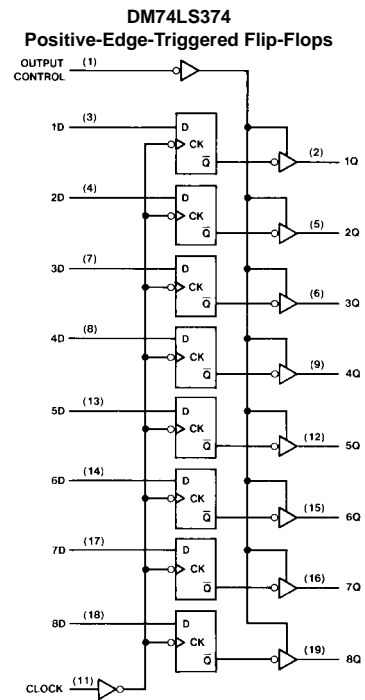 DM74LS374
Positive-Edge-Triggered Flip-Flops
OUTPUT CONTROL (1)
1D (3) D CK Q̅ (2) 1Q
2D (4) D CK Q̅ (5) 2Q
3D (7) D CK Q̅ (6) 3Q
4D (8) D CK Q̅ (9) 4Q
5D (13) D CK Q̅ (12) 5Q
6D (14) D CK Q̅ (15) 6Q
7D (17) D CK Q̅ (16) 7Q
8D (18) D CK Q̅ (19) 8Q
CLOCK (11)